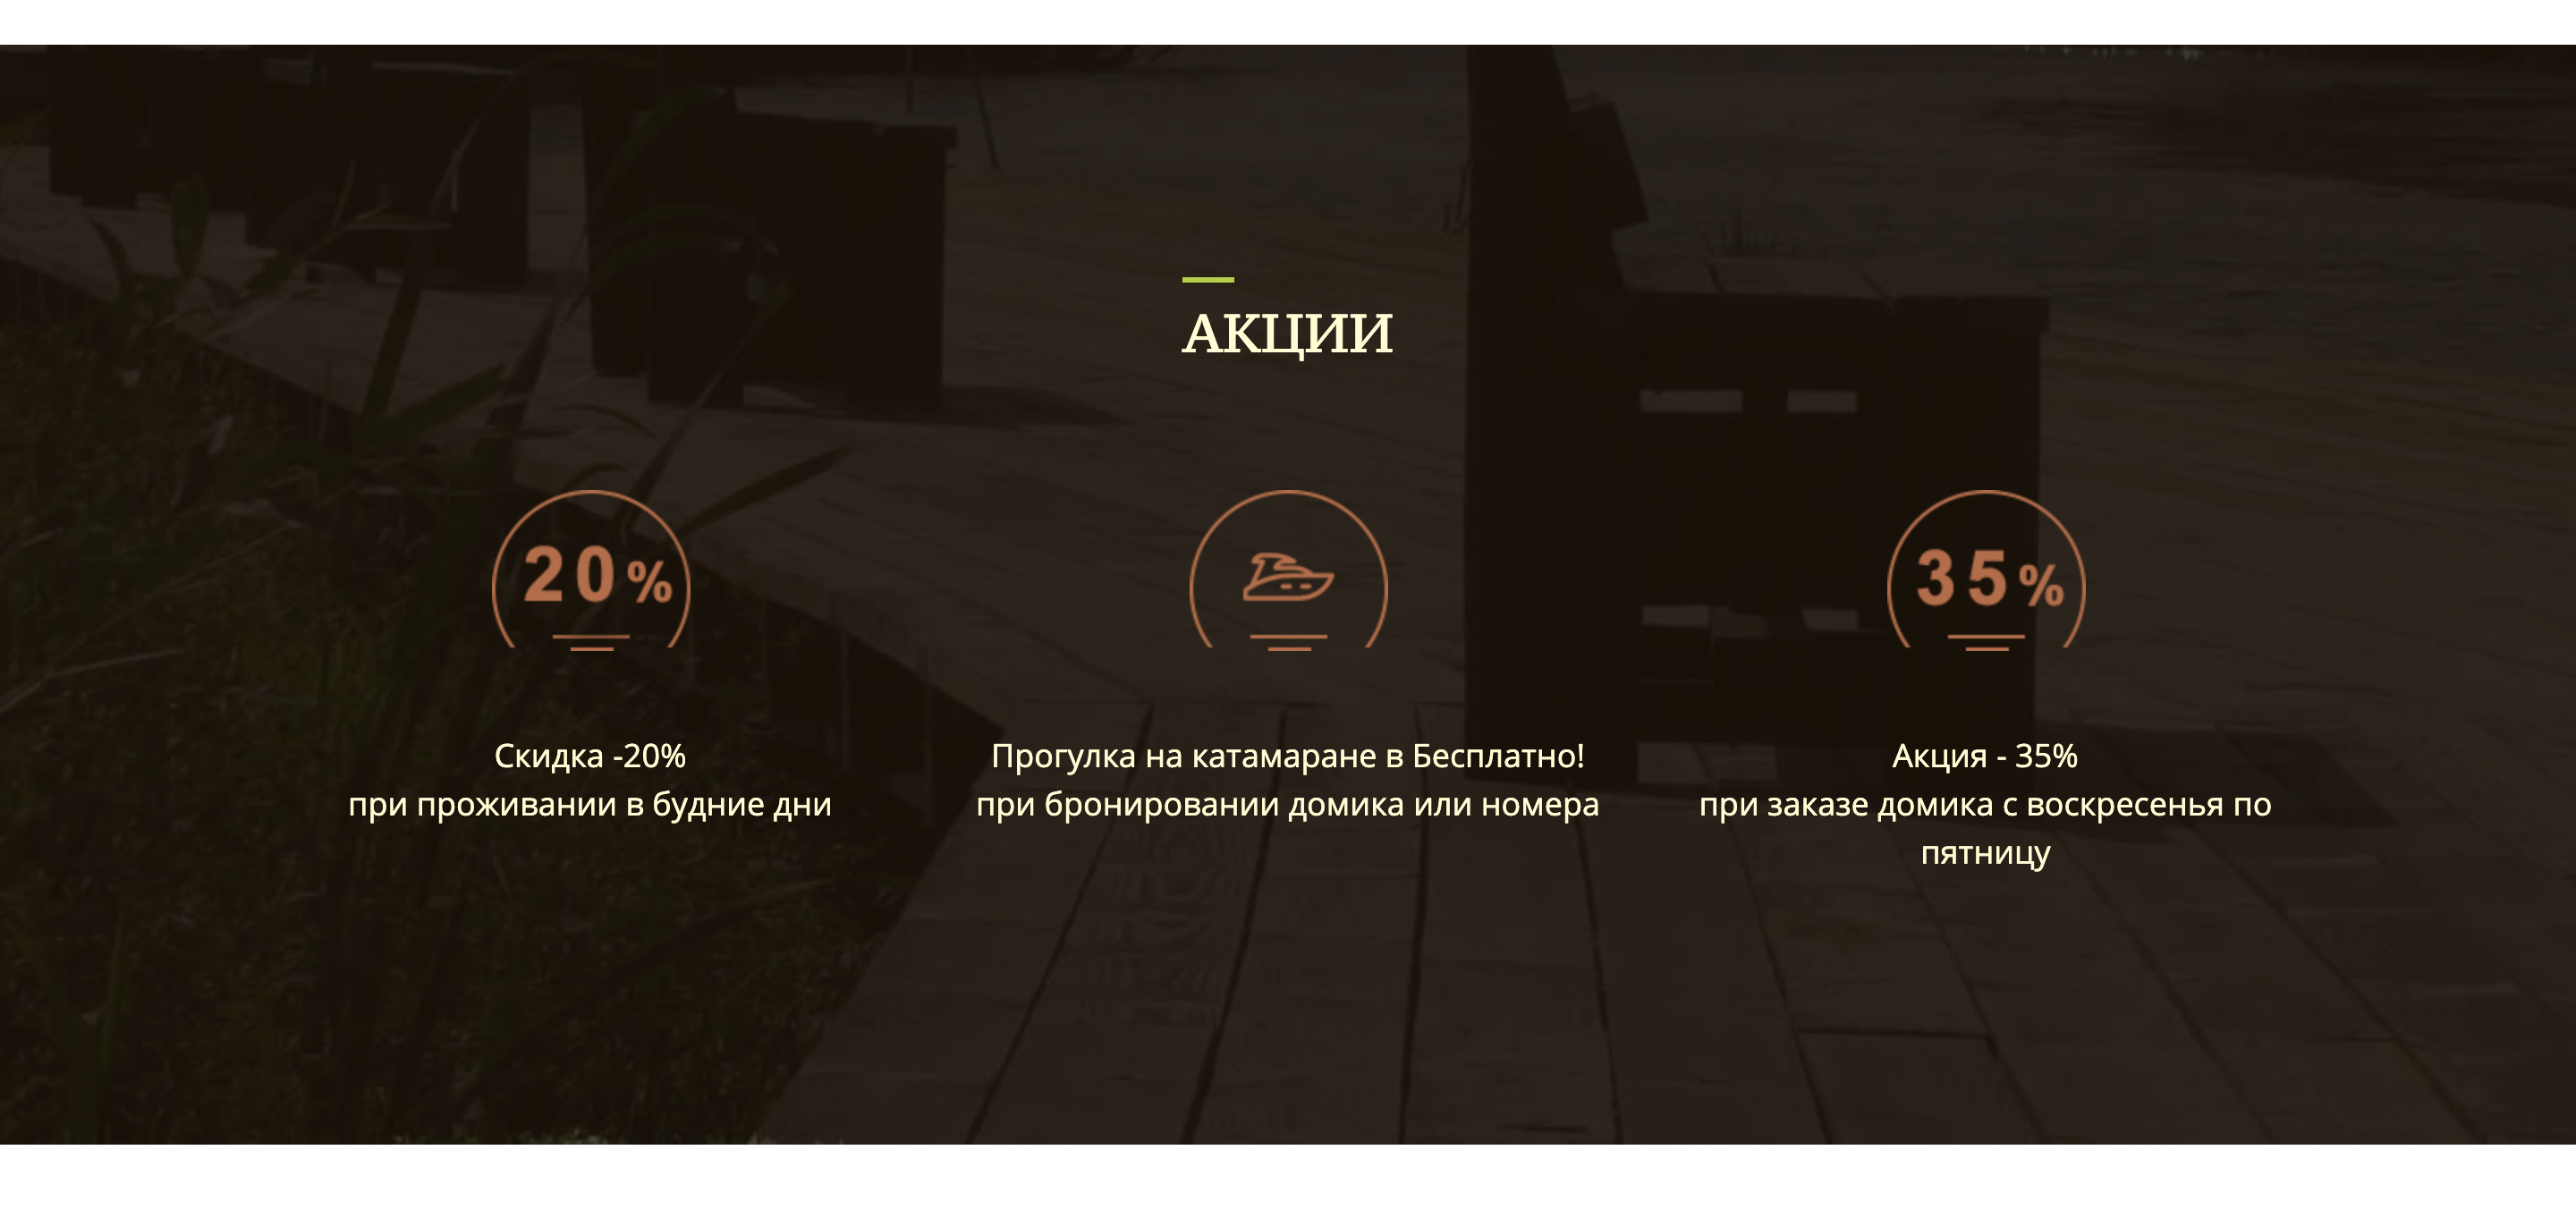 АКЦИИ
20%
35%
Скидка -20%
при проживании в будние дни
Прогулка на катамаране в Бесплатно!
при бронировании домика или номера
Акция - 35%
при заказе домика с воскресенья по
пятницу